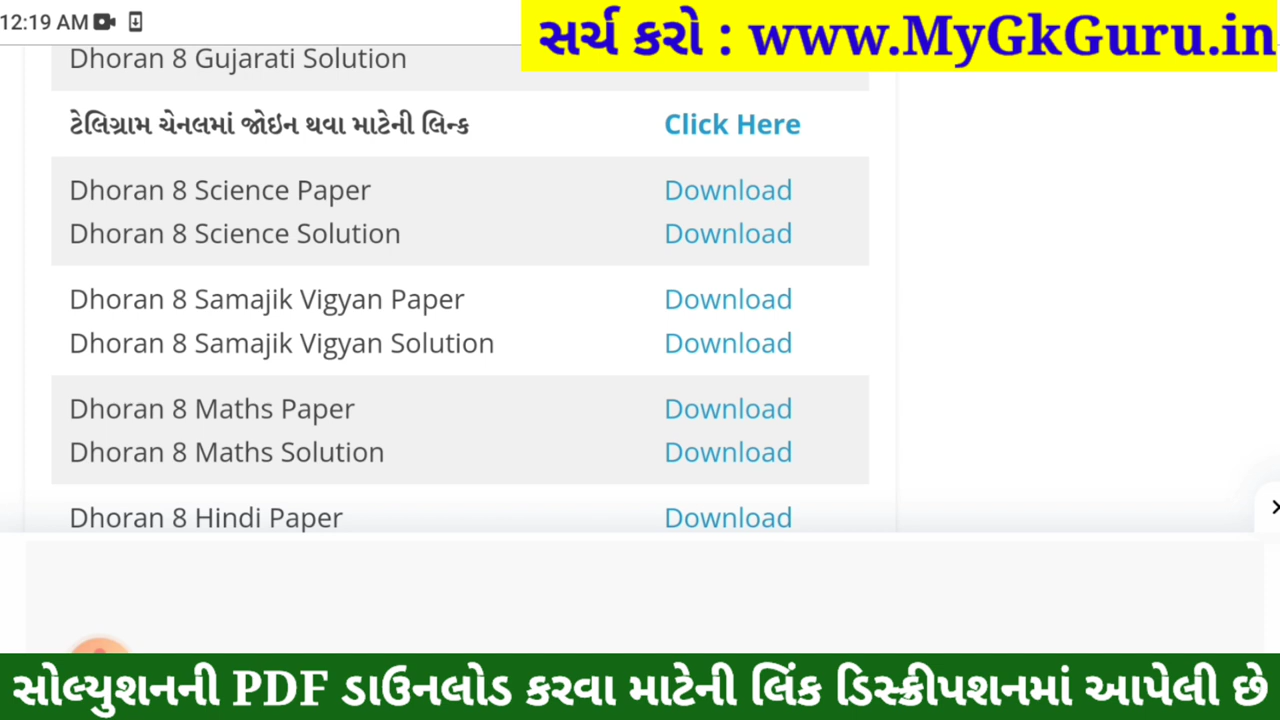 12:19 AM
સર્ચ કરો : www.MyGkGuru.in
Dhoran 8 Gujarati Solution
ટેલિગ્રામ ચેનલમાં જોઇન થવા માટેની લિન્ક Click Here
Dhoran 8 Science Paper Download
Dhoran 8 Science Solution Download
Dhoran 8 Samajik Vigyan Paper Download
Dhoran 8 Samajik Vigyan Solution Download
Dhoran 8 Maths Paper Download
Dhoran 8 Maths Solution Download
Dhoran 8 Hindi Paper Download
સોલ્યુશનની PDF ડાઉનલોડ કરવા માટેની લિંક ડિસ્ક્રીપશનમાં આપેલી છે